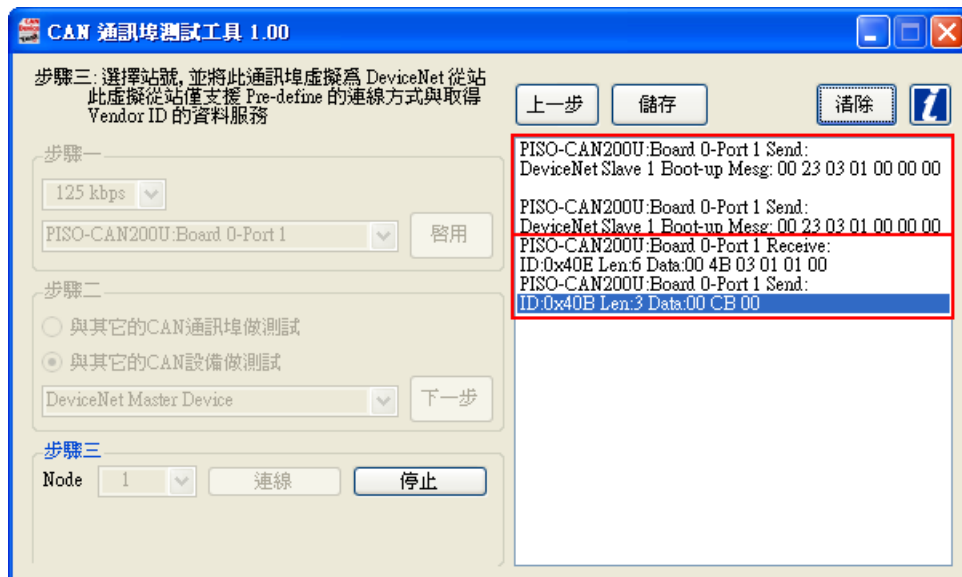 CAN 通訊埠測試工具 1.00
步驟三: 選擇站號, 並將此通訊埠虛擬為 DeviceNet 從站
此虛擬從站僅支援 Pre-define 的連線方式與取得
Vendor ID 的資料服務
上一步
儲存
清除
步驟一
125 kbps
PISO-CAN200U:Board 0-Port 1
啓用
步驟二
與其它的CAN通訊埠做測試
與其它的CAN設備做測試
DeviceNet Master Device
下一步
步驟三
Node
1
連線
停止
PISO-CAN200U:Board 0-Port 1 Send:
DeviceNet Slave 1 Boot-up Mesg: 00 23 03 01 00 00 00
PISO-CAN200U:Board 0-Port 1 Send:
DeviceNet Slave 1 Boot-up Mesg: 00 23 03 01 00 00 00
PISO-CAN200U:Board 0-Port 1 Receive:
ID:0x40E Len:6 Data:00 4B 03 01 01 00
PISO-CAN200U:Board 0-Port 1 Send:
ID:0x40B Len:3 Data:00 CB 00